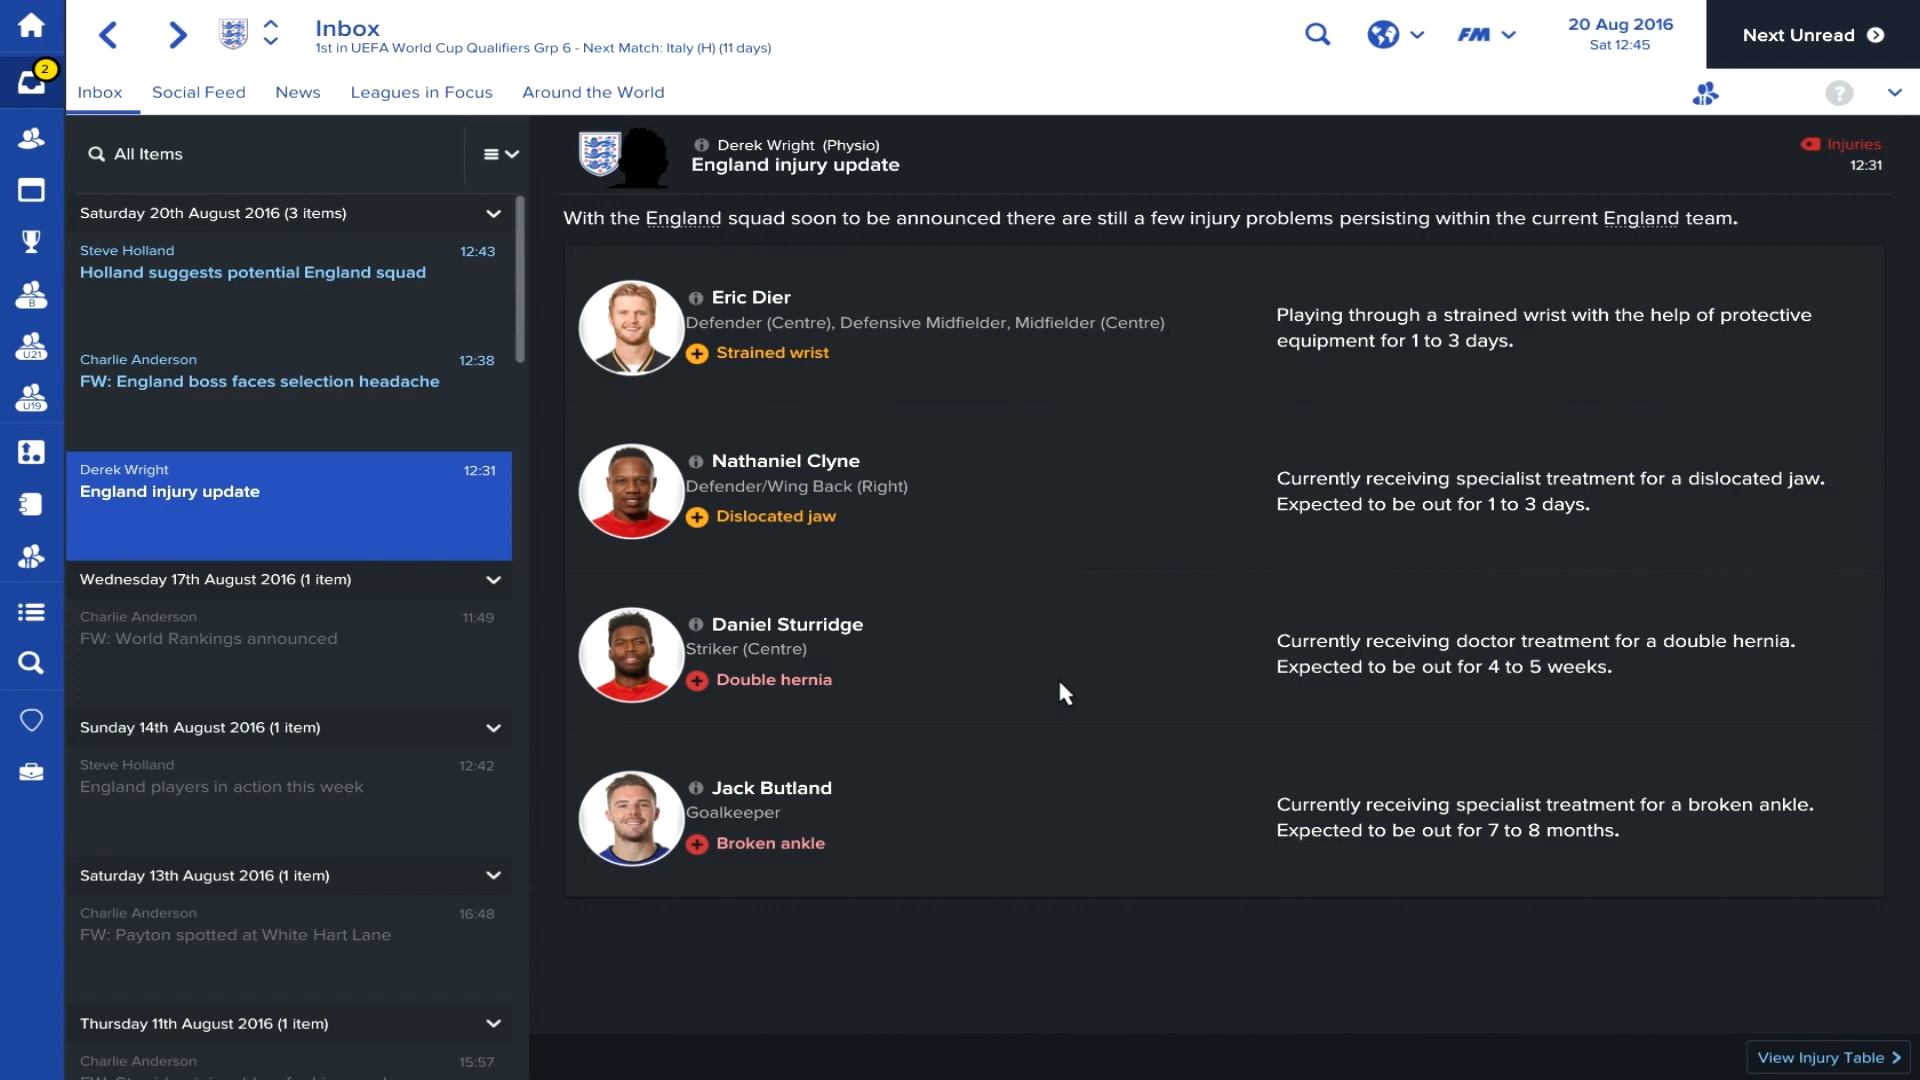 Inbox
1st in UEFA World Cup Qualifiers Grp 6 - Next Match: Italy (H) (11 days)
FM
20 Aug 2016
Sat 12:45
Next Unread
2
Inbox
Social Feed
News
Leagues in Focus
Around the World
?
B
U21
U19
All Items
Saturday 20th August 2016 (3 items)
Steve Holland 12:43
Holland suggests potential England squad
Charlie Anderson 12:38
FW: England boss faces selection headache
Derek Wright 12:31
England injury update
Wednesday 17th August 2016 (1 item)
Charlie Anderson 11:49
FW: World Rankings announced
Sunday 14th August 2016 (1 item)
Steve Holland 12:42
England players in action this week
Saturday 13th August 2016 (1 item)
Charlie Anderson 16:48
FW: Payton spotted at White Hart Lane
Thursday 11th August 2016 (1 item)
Charlie Anderson 15:57
Derek Wright (Physio)
England injury update
Injuries
12:31
With the England squad soon to be announced there are still a few injury problems persisting within the current England team.
Eric Dier
Defender (Centre), Defensive Midfielder, Midfielder (Centre)
Strained wrist
Playing through a strained wrist with the help of protective
equipment for 1 to 3 days.
Nathaniel Clyne
Defender/Wing Back (Right)
Dislocated jaw
Currently receiving specialist treatment for a dislocated jaw.
Expected to be out for 1 to 3 days.
Daniel Sturridge
Striker (Centre)
Double hernia
Currently receiving doctor treatment for a double hernia.
Expected to be out for 4 to 5 weeks.
Jack Butland
Goalkeeper
Broken ankle
Currently receiving specialist treatment for a broken ankle.
Expected to be out for 7 to 8 months.
View Injury Table